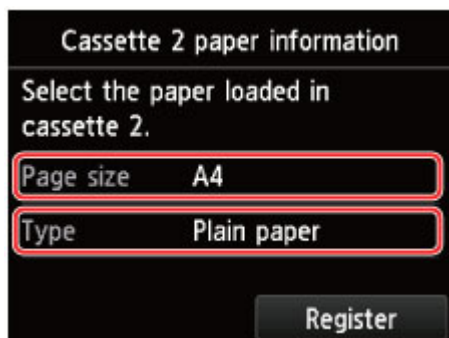 Cassette 2 paper information
Select the paper loaded in
cassette 2.
Page size A4
Type Plain paper
Register